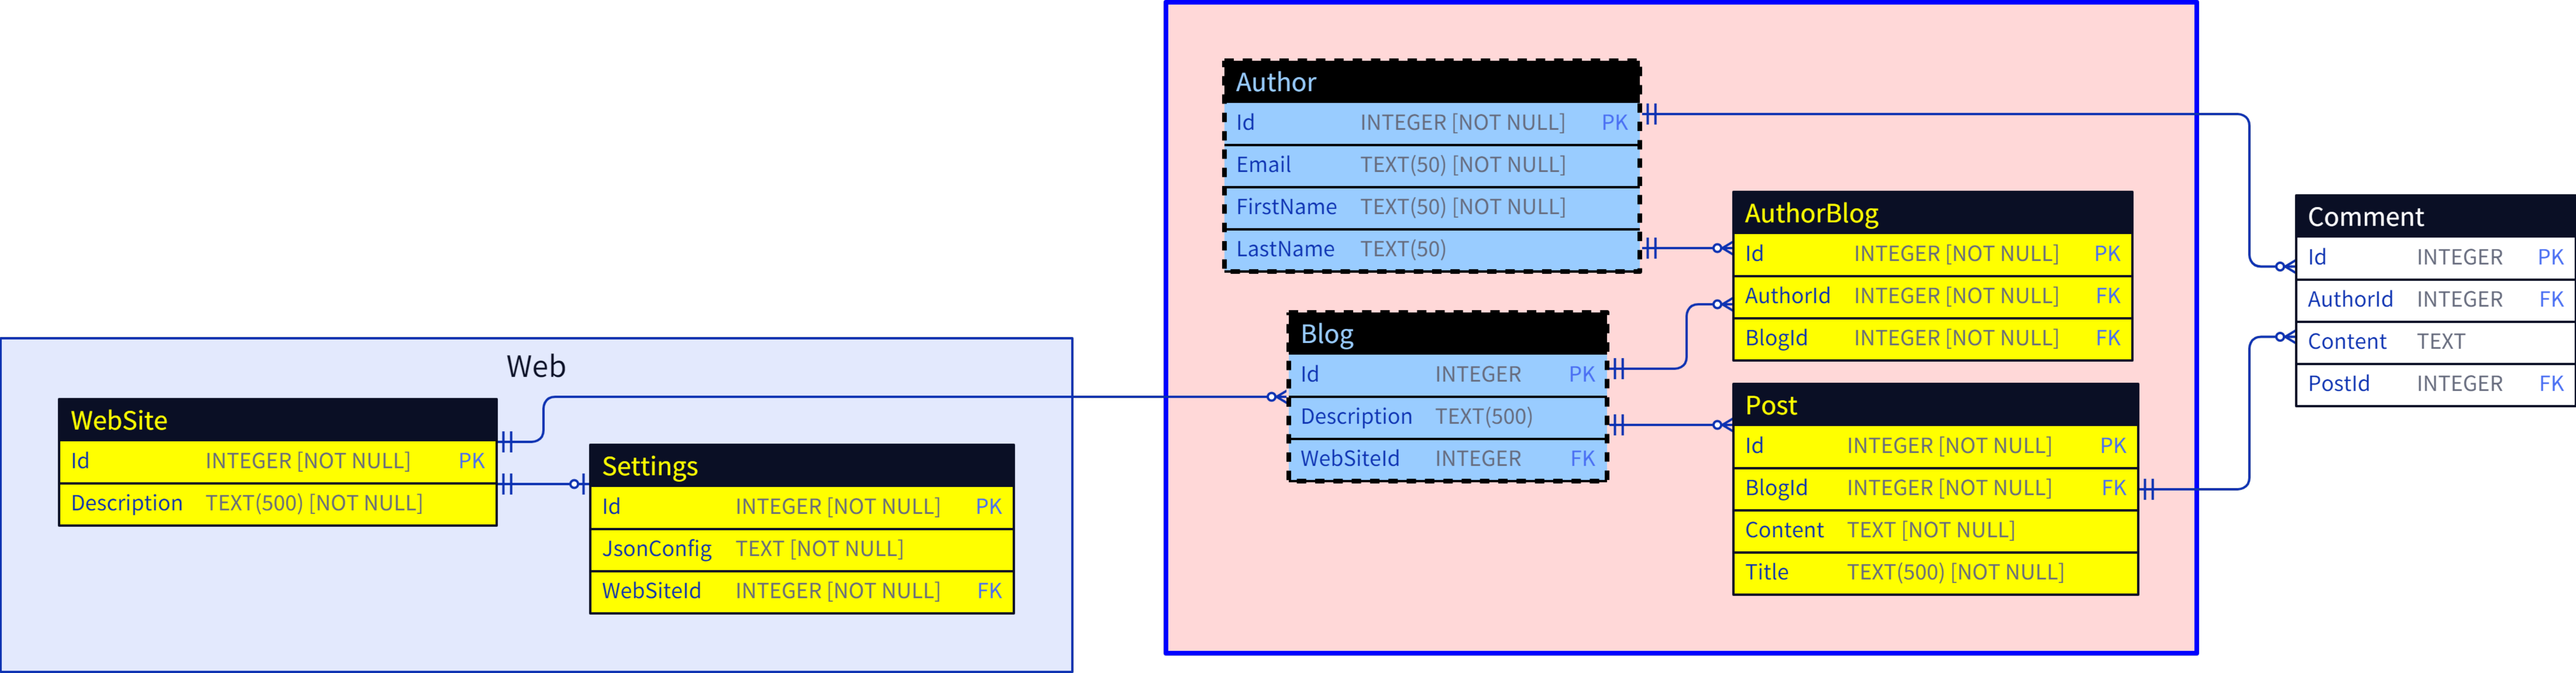 Web
WebSite
Id INTEGER [NOT NULL] PK
Description TEXT(500) [NOT NULL]
Settings
Id INTEGER [NOT NULL] PK
JsonConfig TEXT [NOT NULL]
WebSiteId INTEGER [NOT NULL] FK
Author
Id INTEGER [NOT NULL] PK
Email TEXT(50) [NOT NULL]
FirstName TEXT(50) [NOT NULL]
LastName TEXT(50)
Blog
Id INTEGER PK
Description TEXT(500)
WebSiteId INTEGER FK
AuthorBlog
Id INTEGER [NOT NULL] PK
AuthorId INTEGER [NOT NULL] FK
BlogId INTEGER [NOT NULL] FK
Post
Id INTEGER [NOT NULL] PK
BlogId INTEGER [NOT NULL] FK
Content TEXT [NOT NULL]
Title TEXT(500) [NOT NULL]
Comment
Id INTEGER PK
AuthorId INTEGER FK
Content TEXT
PostId INTEGER FK